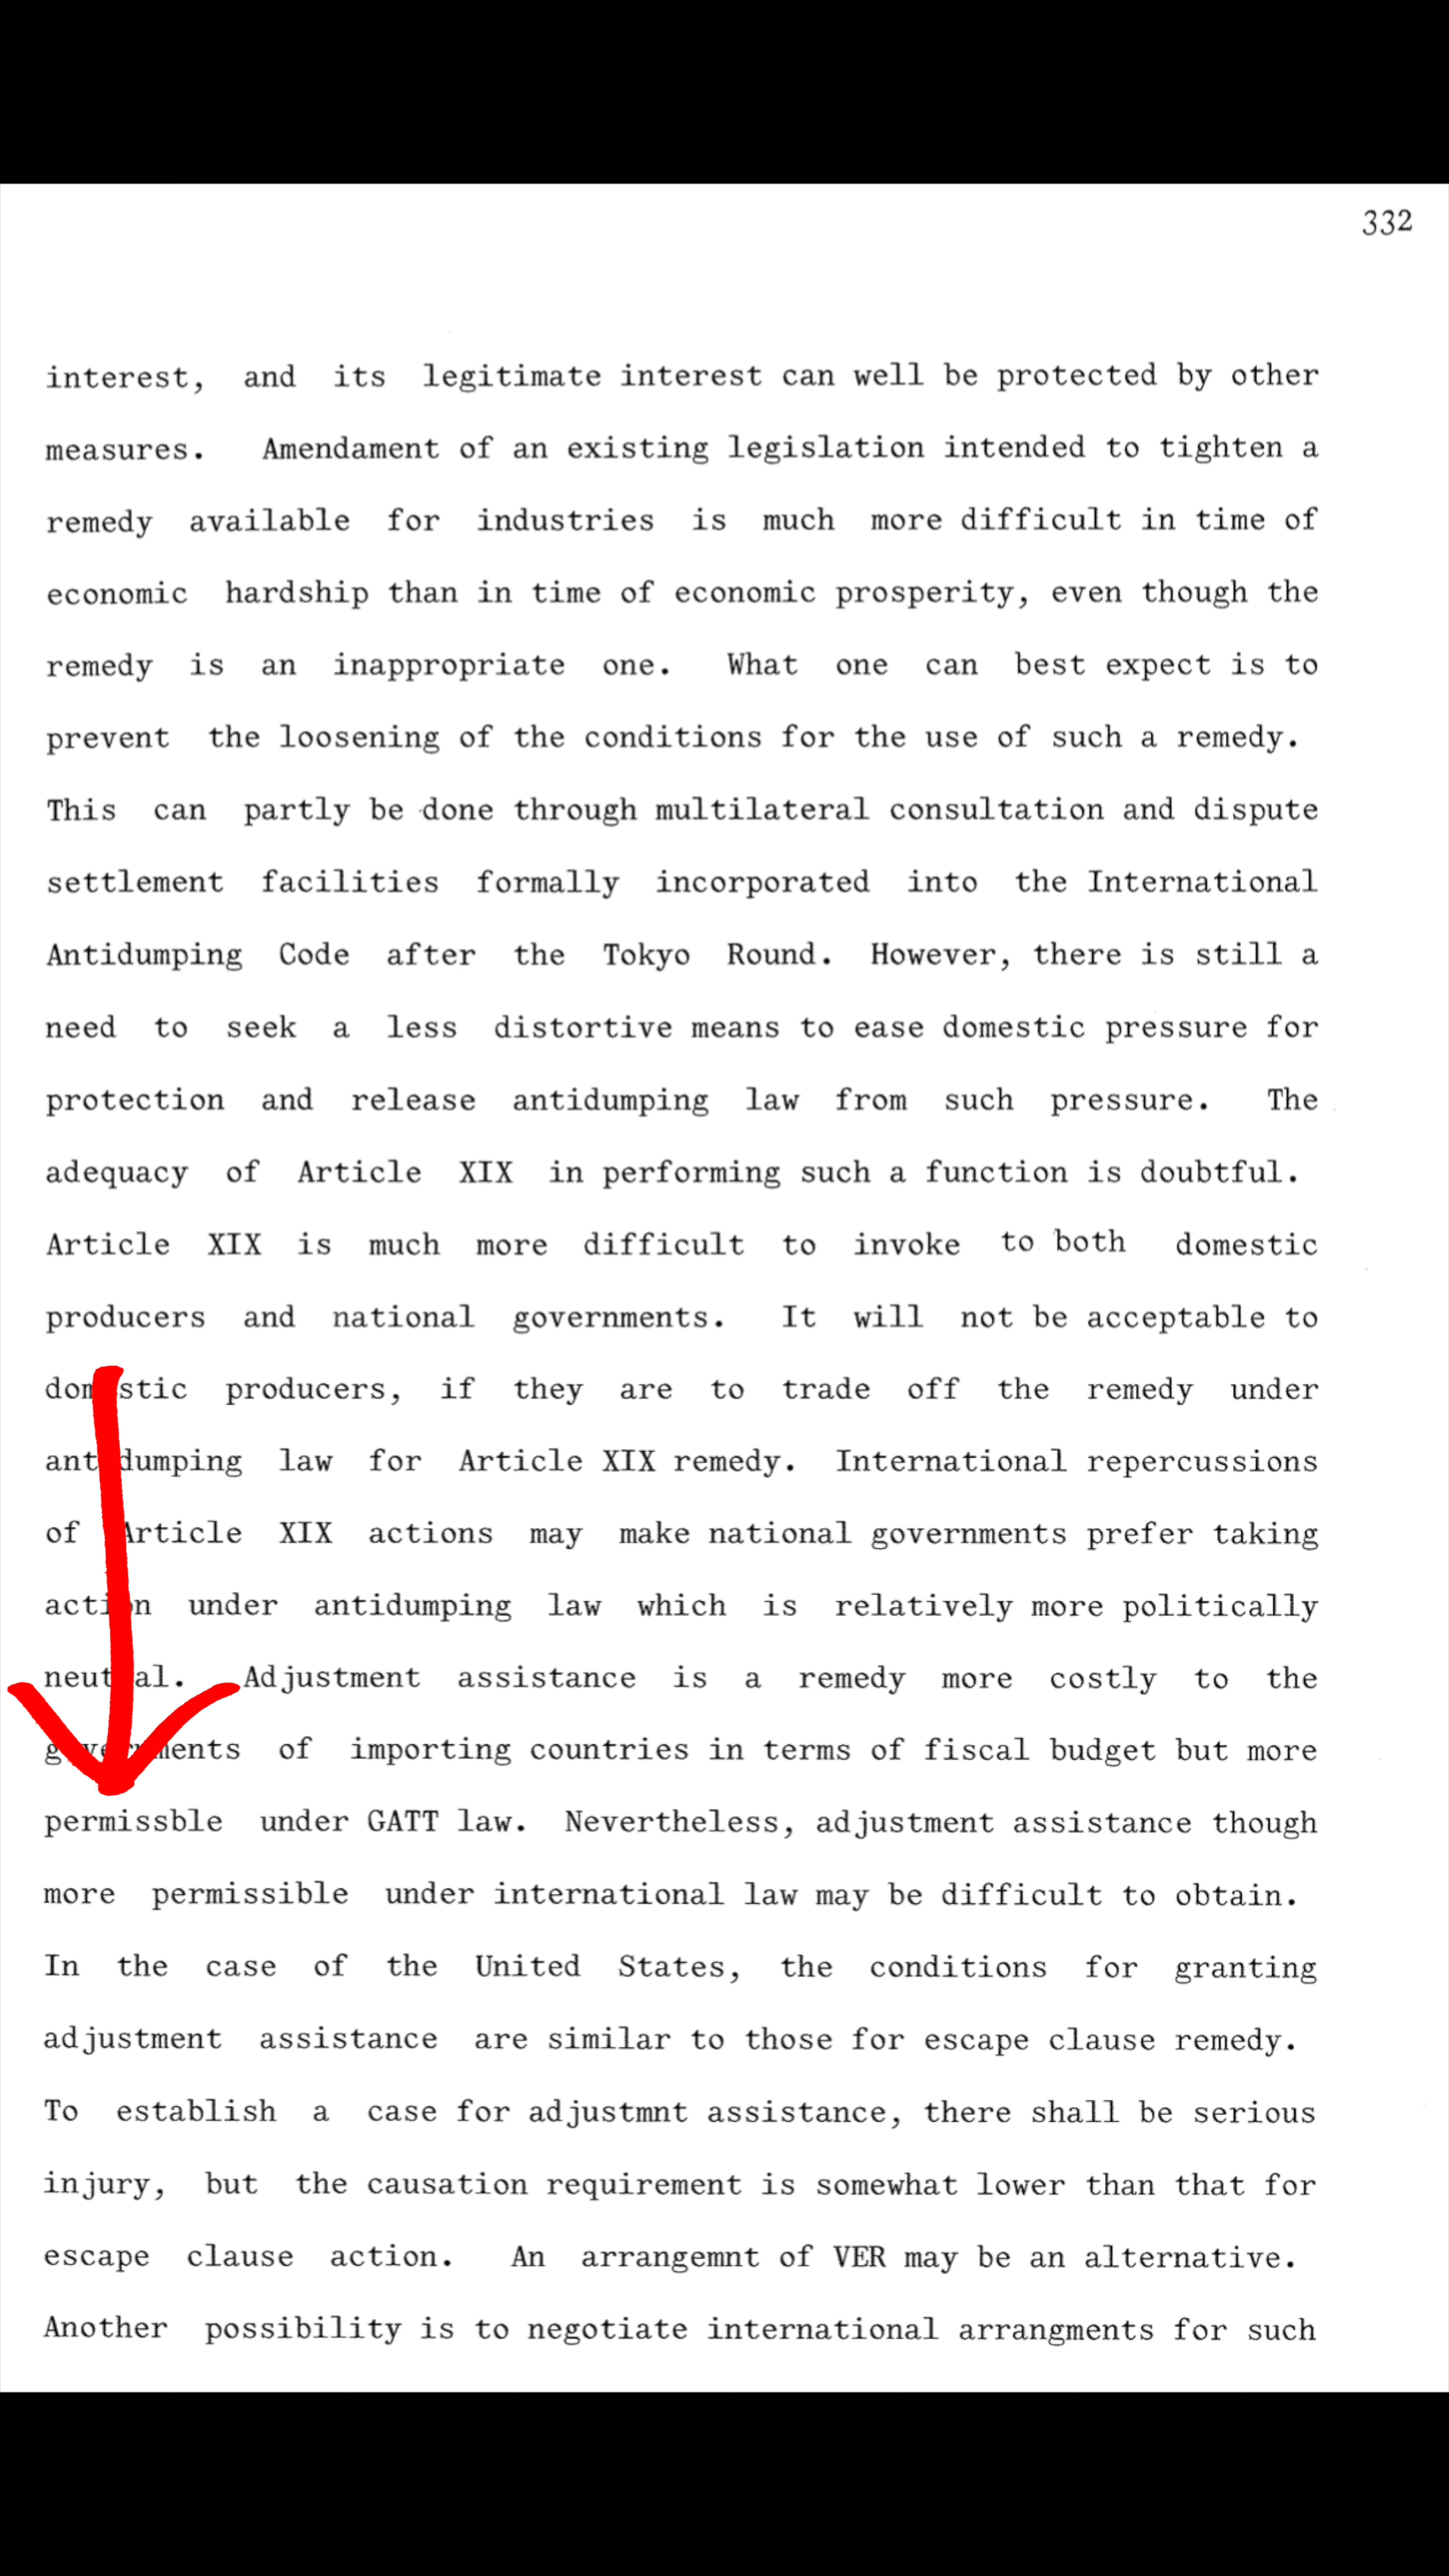 332
interest, and its legitimate interest can well be protected by other
measures. Amendament of an existing legislation intended to tighten a
remedy available for industries is much more difficult in time of
economic hardship than in time of economic prosperity, even though the
remedy is an inappropriate one. What one can best expect is to
prevent the loosening of the conditions for the use of such a remedy.
This can partly be done through multilateral consultation and dispute
settlement facilities formally incorporated into the International
Antidumping Code after the Tokyo Round. However, there is still a
need to seek a less distortive means to ease domestic pressure for
protection and release antidumping law from such pressure. The
adequacy of Article XIX in performing such a function is doubtful.
Article XIX is much more difficult to invoke to both domestic
producers and national governments. It will not be acceptable to
domestic producers, if they are to trade off the remedy under
antidumping law for Article XIX remedy. International repercussions
of Article XIX actions may make national governments prefer taking
action under antidumping law which is relatively more politically
neutral. Adjustment assistance is a remedy more costly to the
governments of importing countries in terms of fiscal budget but more
permissble under GATT law. Nevertheless, adjustment assistance though
more permissible under international law may be difficult to obtain.
In the case of the United States, the conditions for granting
adjustment assistance are similar to those for escape clause remedy.
To establish a case for adjustmnt assistance, there shall be serious
injury, but the causation requirement is somewhat lower than that for
escape clause action. An arrangemnt of VER may be an alternative.
Another possibility is to negotiate international arrangments for such